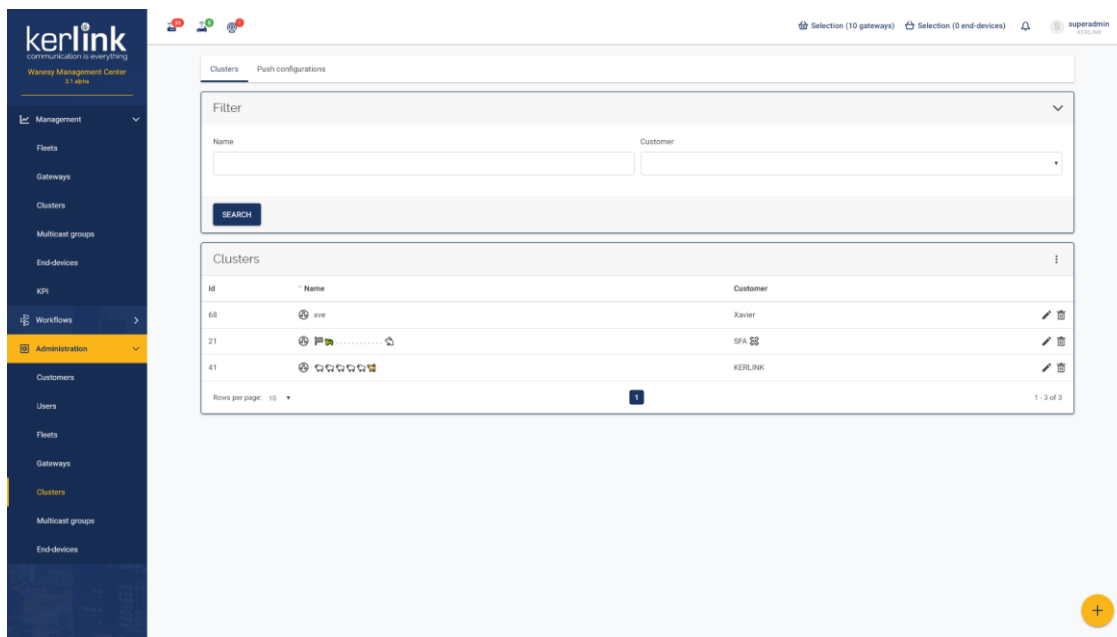 kerlink
communication is everything
Wanesy Management Center
3.1 alpha
Management
Fleets
Gateways
Clusters
Multicast groups
End-devices
KPI
Workflows
Administration
Customers
Users
Fleets
Gateways
Clusters
Multicast groups
End-devices
Selection (10 gateways) Selection (0 end-devices) S superadmin
KERLINK
Clusters Push configurations
Filter
Name Customer
SEARCH
Clusters
Id Name Customer
68 xve Xavier
21 ............ SFA
41 KERLINK
Rows per page: 10 1 1 - 3 of 3